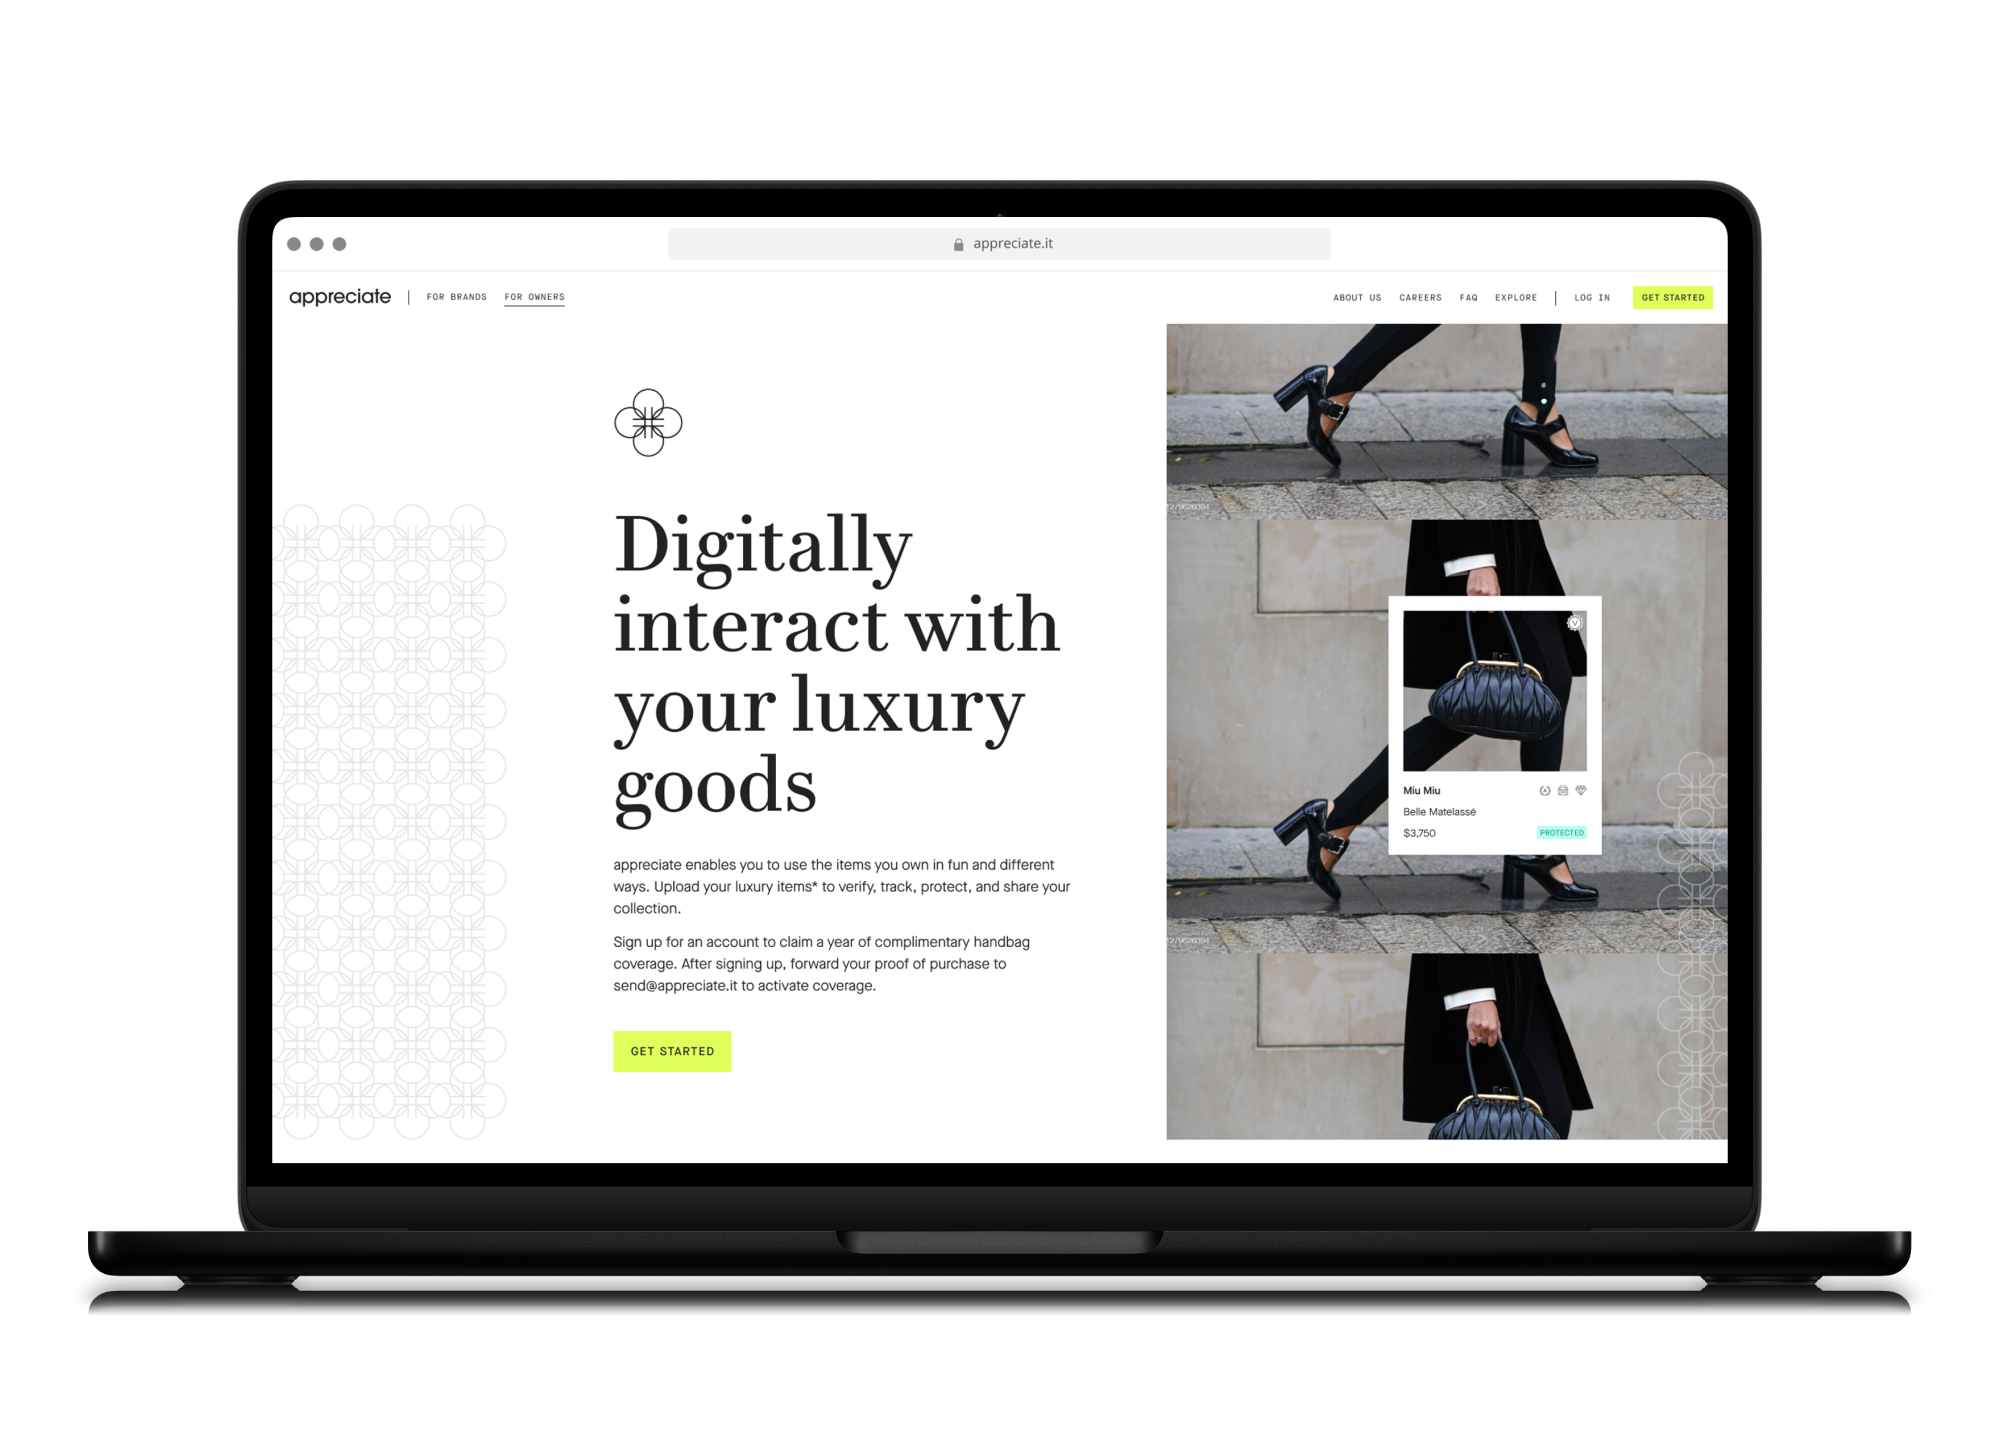 appreciate.it
appreciate
FOR BRANDS
FOR OWNERS
ABOUT US
CAREERS
FAQ
EXPLORE
LOG IN
GET STARTED
Digitally
interact with
your luxury
goods
appreciate enables you to use the items you own in fun and different
ways. Upload your luxury items* to verify, track, protect, and share your
collection.
Sign up for an account to claim a year of complimentary handbag
coverage. After signing up, forward your proof of purchase to
send@appreciate.it to activate coverage.
GET STARTED
Miu Miu
Belle Matelassé
$3,750
PROTECTED